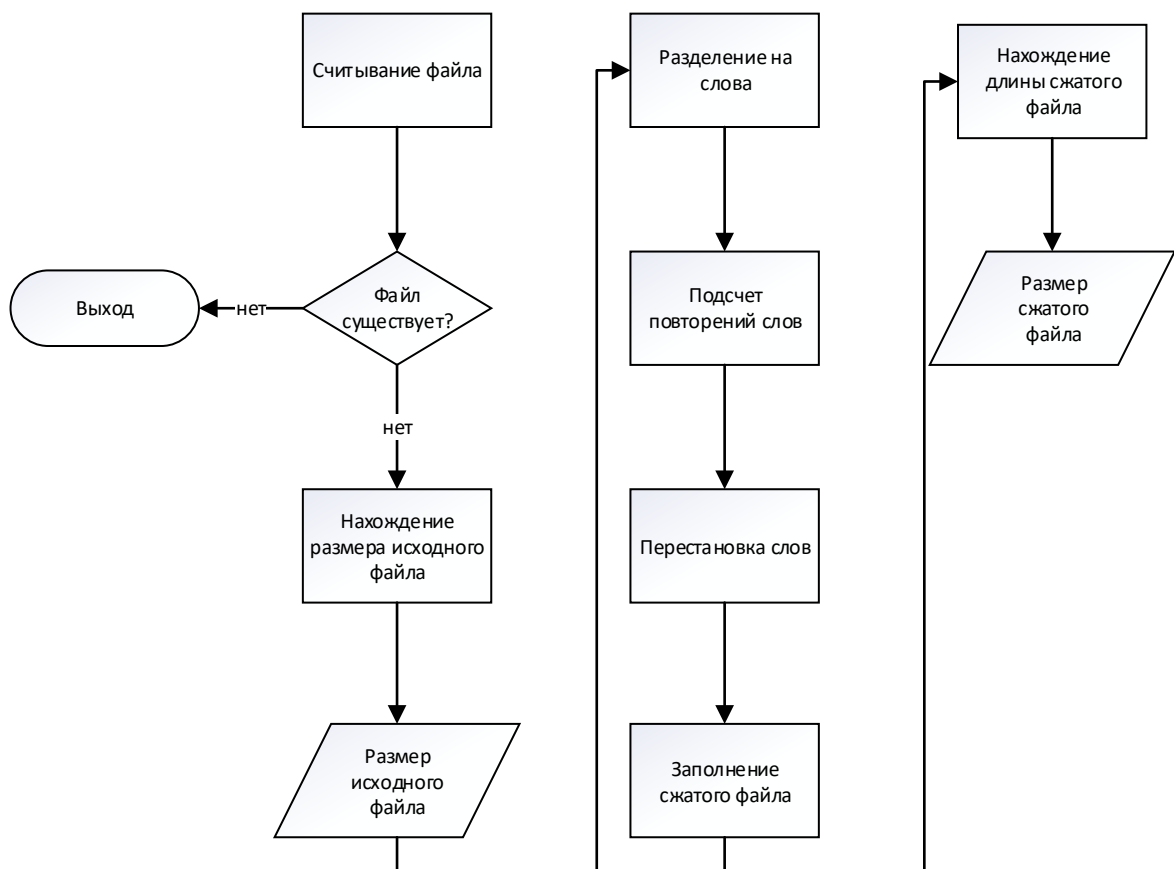 Считывание файла
Файл
существует?
нет
Выход
нет
Нахождение
размера исходного
файла
Размер
исходного
файла
Разделение на
слова
Подсчет
повторений слов
Перестановка слов
Заполнение
сжатого файла
Нахождение
длины сжатого
файла
Размер
сжатого
файла